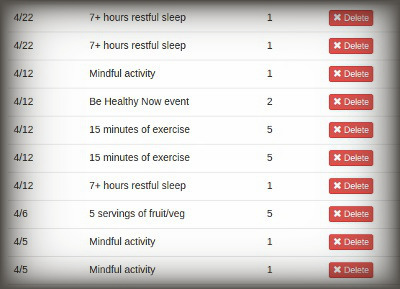 4/22 7+ hours restful sleep 1 ✖ Delete
4/22 7+ hours restful sleep 1 ✖ Delete
4/12 Mindful activity 1 ✖ Delete
4/12 Be Healthy Now event 2 ✖ Delete
4/12 15 minutes of exercise 5 ✖ Delete
4/12 15 minutes of exercise 5 ✖ Delete
4/12 7+ hours restful sleep 1 ✖ Delete
4/6 5 servings of fruit/veg 5 ✖ Delete
4/5 Mindful activity 1 ✖ Delete
4/5 Mindful activity 1 ✖ Delete